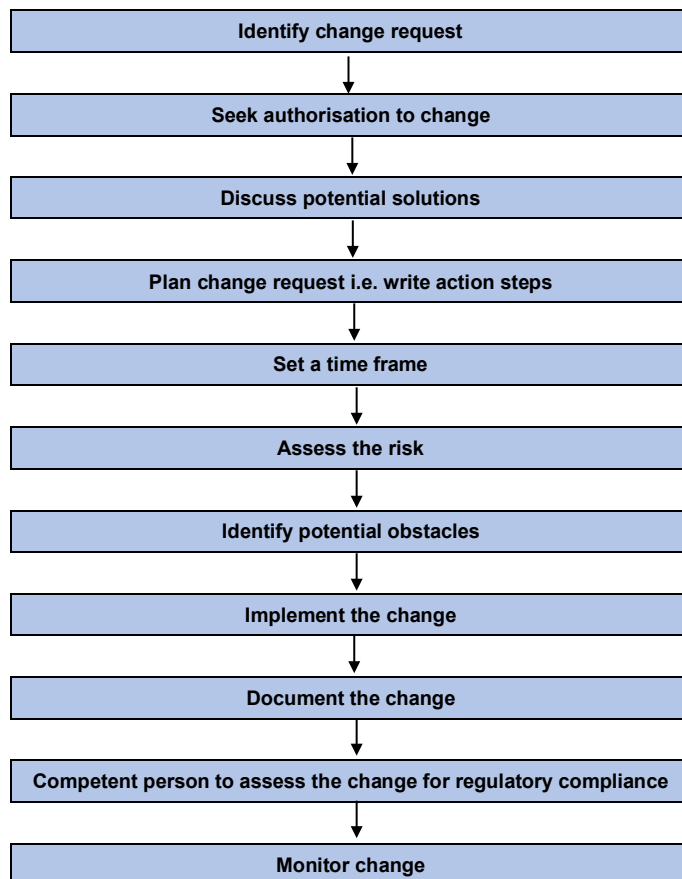 Identify change request
Seek authorisation to change
Discuss potential solutions
Plan change request i.e. write action steps
Set a time frame
Assess the risk
Identify potential obstacles
Implement the change
Document the change
Competent person to assess the change for regulatory compliance
Monitor change